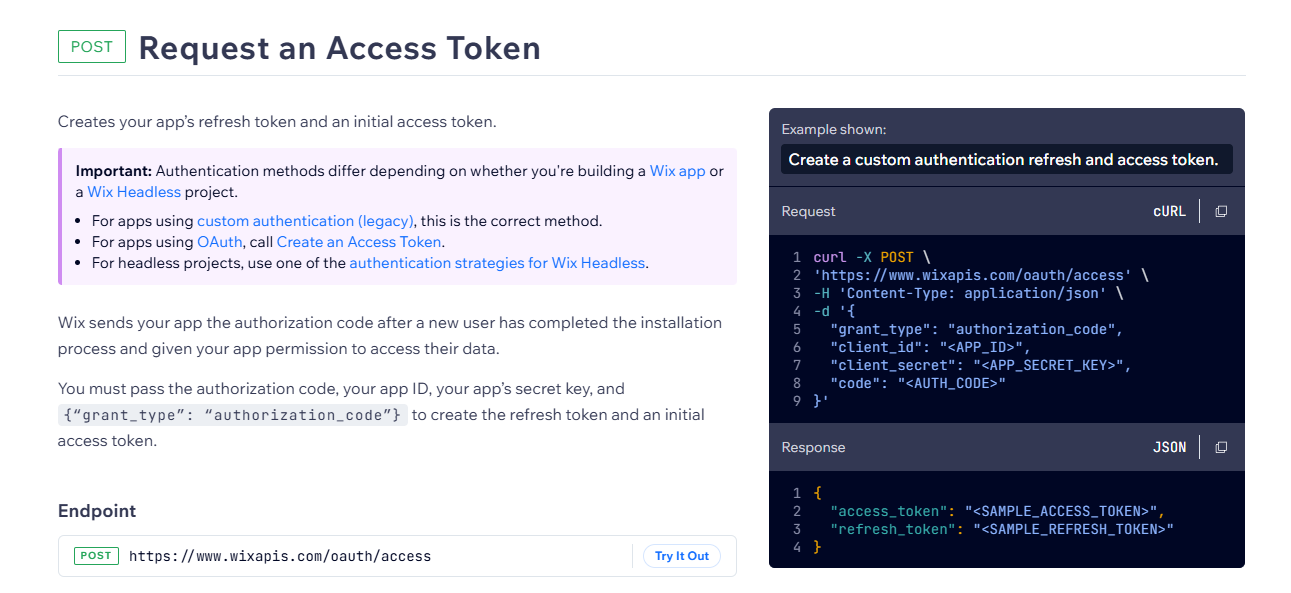 POST Request an Access Token
Creates your app’s refresh token and an initial access token.
Important: Authentication methods differ depending on whether you're building a Wix app or
a Wix Headless project.
• For apps using custom authentication (legacy), this is the correct method.
• For apps using OAuth, call Create an Access Token.
• For headless projects, use one of the authentication strategies for Wix Headless.
Wix sends your app the authorization code after a new user has completed the installation
process and given your app permission to access their data.
You must pass the authorization code, your app ID, your app’s secret key, and
{“grant_type”: “authorization_code”} to create the refresh token and an initial
access token.
Endpoint
POST https://www.wixapis.com/oauth/access Try It Out
Example shown:
Create a custom authentication refresh and access token.
Request cURL
1 curl -X POST \
2 'https://www.wixapis.com/oauth/access' \
3 -H 'Content-Type: application/json' \
4 -d '{
5 "grant_type": "authorization_code",
6 "client_id": "<APP_ID>",
7 "client_secret": "<APP_SECRET_KEY>",
8 "code": "<AUTH_CODE>"
9 }'
Response JSON
1 {
2 "access_token": "<SAMPLE_ACCESS_TOKEN>",
3 "refresh_token": "<SAMPLE_REFRESH_TOKEN>"
4 }